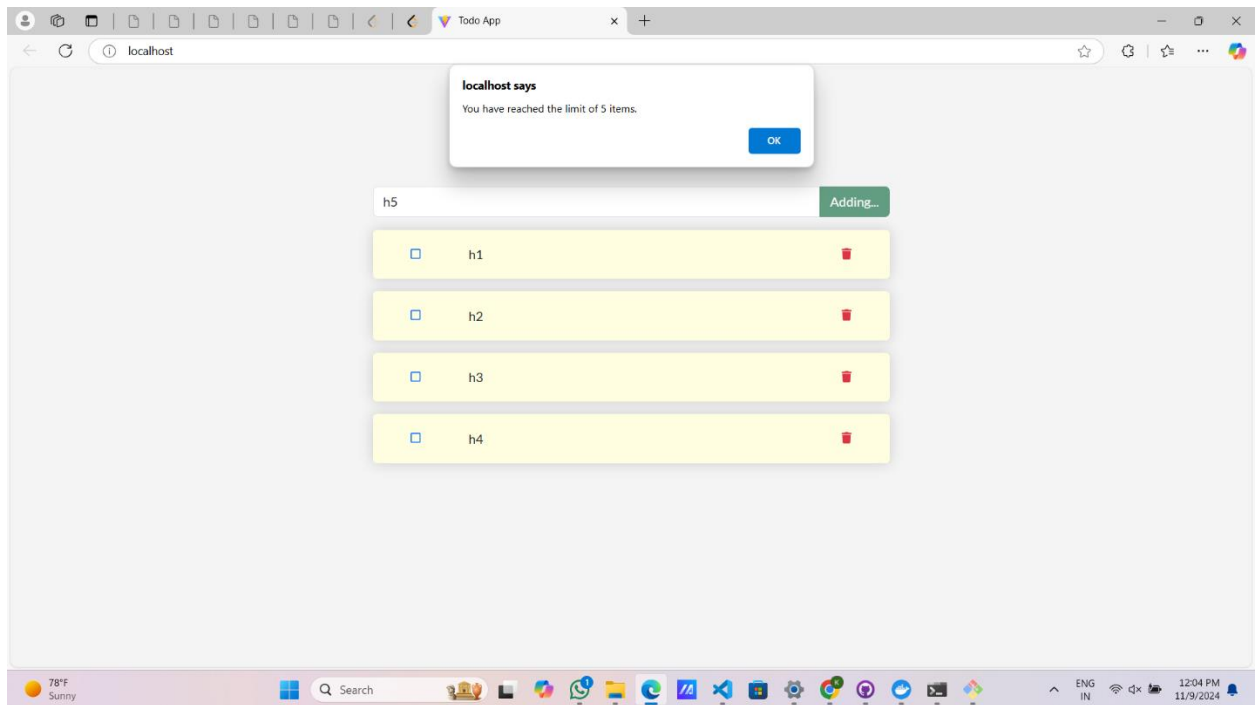 Todo App
localhost
localhost says
You have reached the limit of 5 items.
OK
h5
Adding...
h1
h2
h3
h4
78°F
Sunny
Search
1
ENG
IN
12:04 PM
11/9/2024